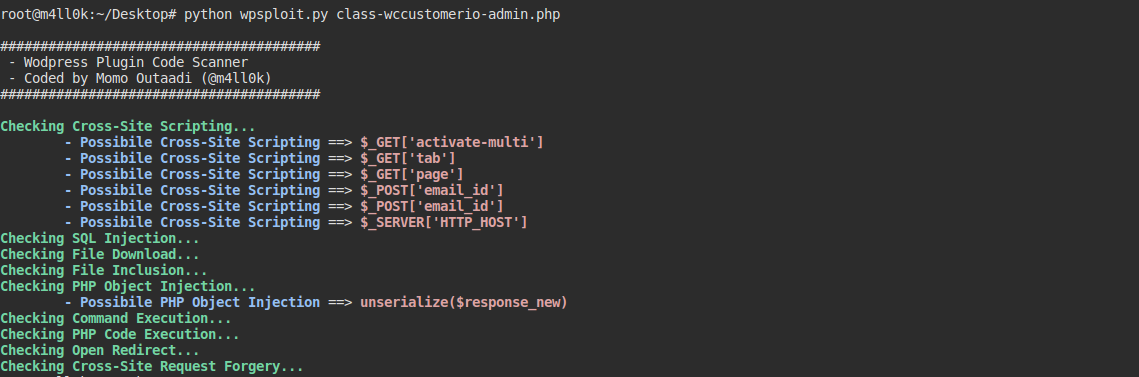 root@m4ll0k:~/Desktop# python wpsploit.py class-wccustomerio-admin.php
########################################
- Wodpress Plugin Code Scanner
- Coded by Momo Outaadi (@m4ll0k)
########################################
Checking Cross-Site Scripting...
- Possibile Cross-Site Scripting ==> $_GET['activate-multi']
- Possibile Cross-Site Scripting ==> $_GET['tab']
- Possibile Cross-Site Scripting ==> $_GET['page']
- Possibile Cross-Site Scripting ==> $_POST['email_id']
- Possibile Cross-Site Scripting ==> $_POST['email_id']
- Possibile Cross-Site Scripting ==> $_SERVER['HTTP_HOST']
Checking SQL Injection...
Checking File Download...
Checking File Inclusion...
Checking PHP Object Injection...
- Possibile PHP Object Injection ==> unserialize($response_new)
Checking Command Execution...
Checking PHP Code Execution...
Checking Open Redirect...
Checking Cross-Site Request Forgery...